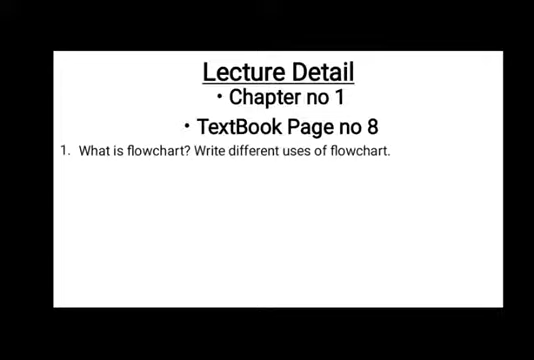 Lecture Detail
• Chapter no 1
• TextBook Page no 8
1. What is flowchart? Write different uses of flowchart.